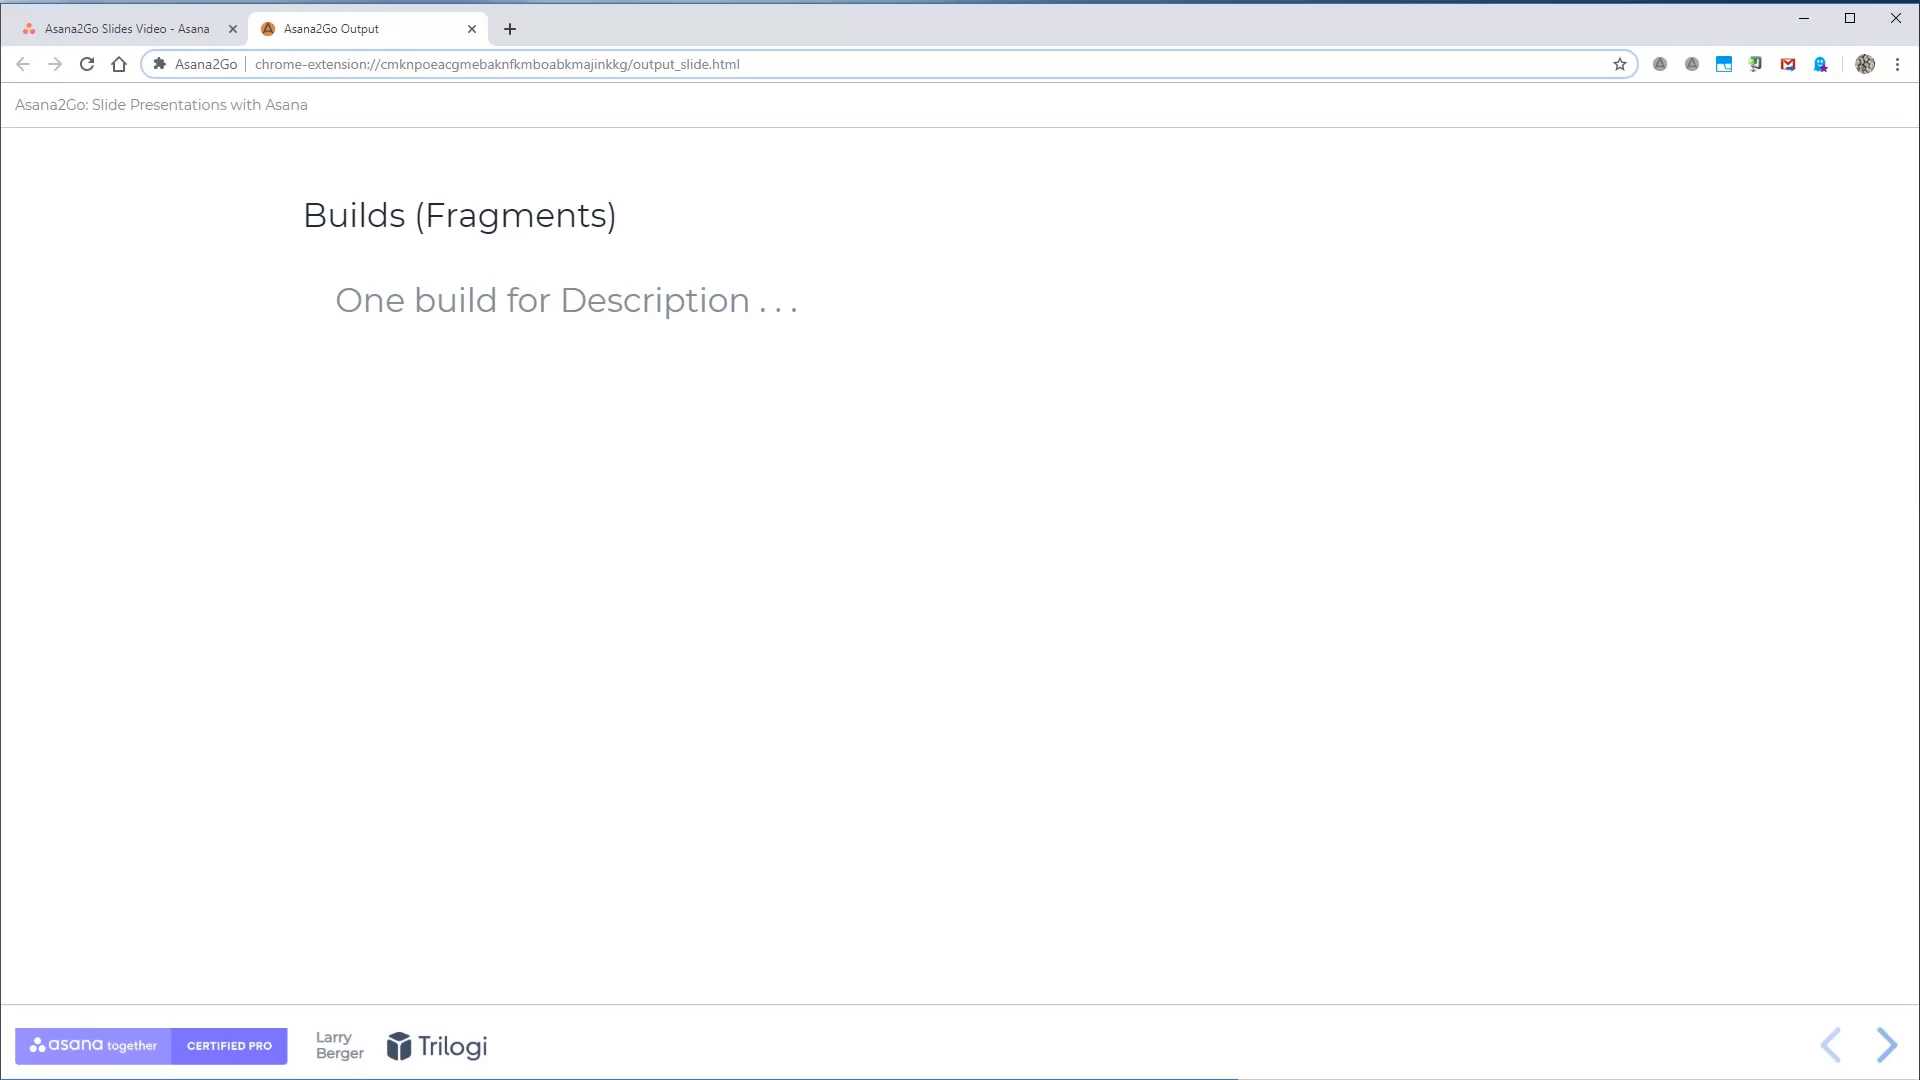 Asana2Go Slides Video - Asana
Asana2Go Output
Asana2Go
chrome-extension://cmknpoeacgmebaknfkmboabkmajinkkg/output_slide.html
Asana2Go: Slide Presentations with Asana
Builds (Fragments)
One build for Description . . .
asana together CERTIFIED PRO
Larry
Berger
Trilogi